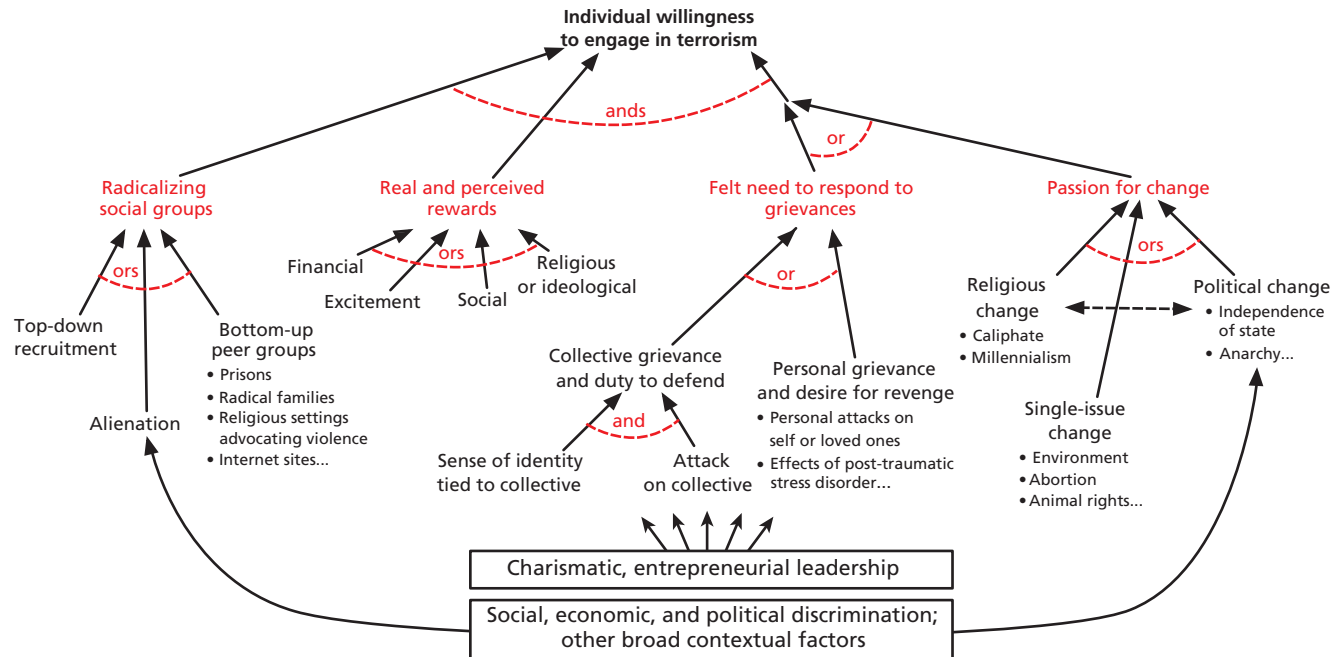 Individual willingness
to engage in terrorism
ands
or
Radicalizing
social groups
Real and perceived
rewards
Felt need to respond to
grievances
Passion for change
ors
Top-down
recruitment
Alienation
Bottom-up
peer groups
• Prisons
• Radical families
• Religious settings
advocating violence
• Internet sites...
ors
Financial
Excitement
Social
Religious
or ideological
or
Collective grievance
and duty to defend
and
Sense of identity
tied to collective
Attack
on collective
Personal grievance
and desire for revenge
• Personal attacks on
self or loved ones
• Effects of post-traumatic
stress disorder...
ors
Religious
change
• Caliphate
• Millennialism
Single-issue
change
• Environment
• Abortion
• Animal rights...
Political change
• Independence
of state
• Anarchy...
Charismatic, entrepreneurial leadership
Social, economic, and political discrimination;
other broad contextual factors